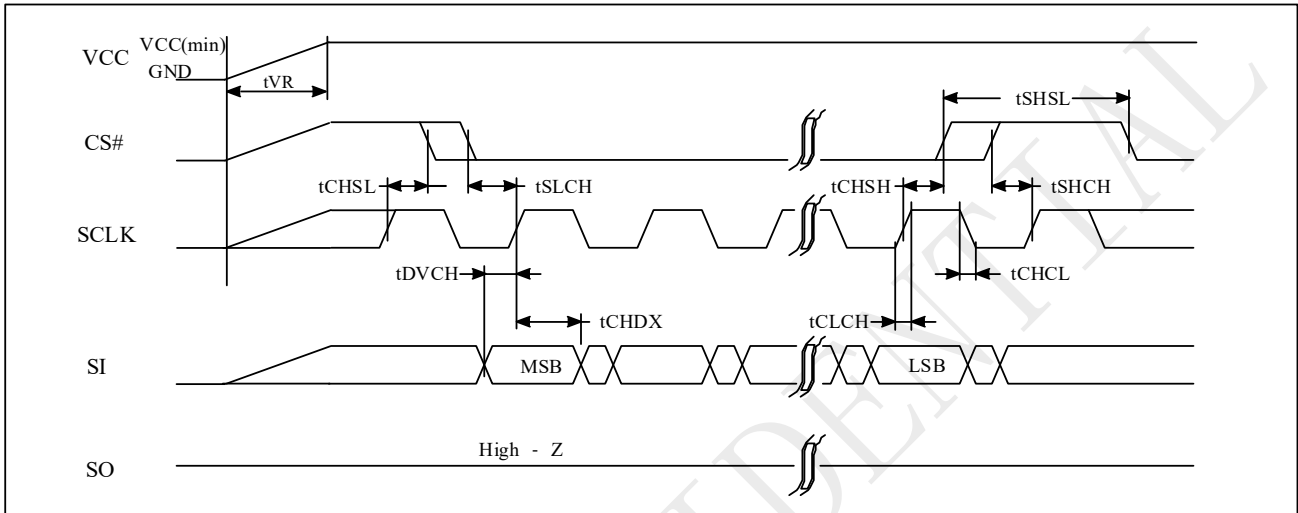 VCC
VCC(min)
GND
tVR
CS#
tSHSL
tCHSL
tSLCH
tCHSH
tSHCH
SCLK
tDVCH
tCHCL
tCHDX
tCLCH
SI
MSB
LSB
SO
High - Z
IDENTIAL